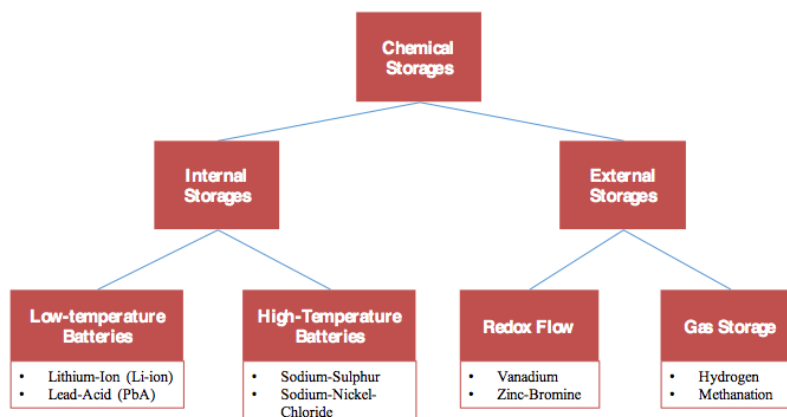 Chemical
Storages
Internal
Storages
External
Storages
Low-temperature
Batteries
• Lithium-Ion (Li-ion)
• Lead-Acid (PbA)
High-Temperature
Batteries
• Sodium-Sulphur
• Sodium-Nickel-
Chloride
Redox Flow
• Vanadium
• Zinc-Bromine
Gas Storage
• Hydrogen
• Methanation